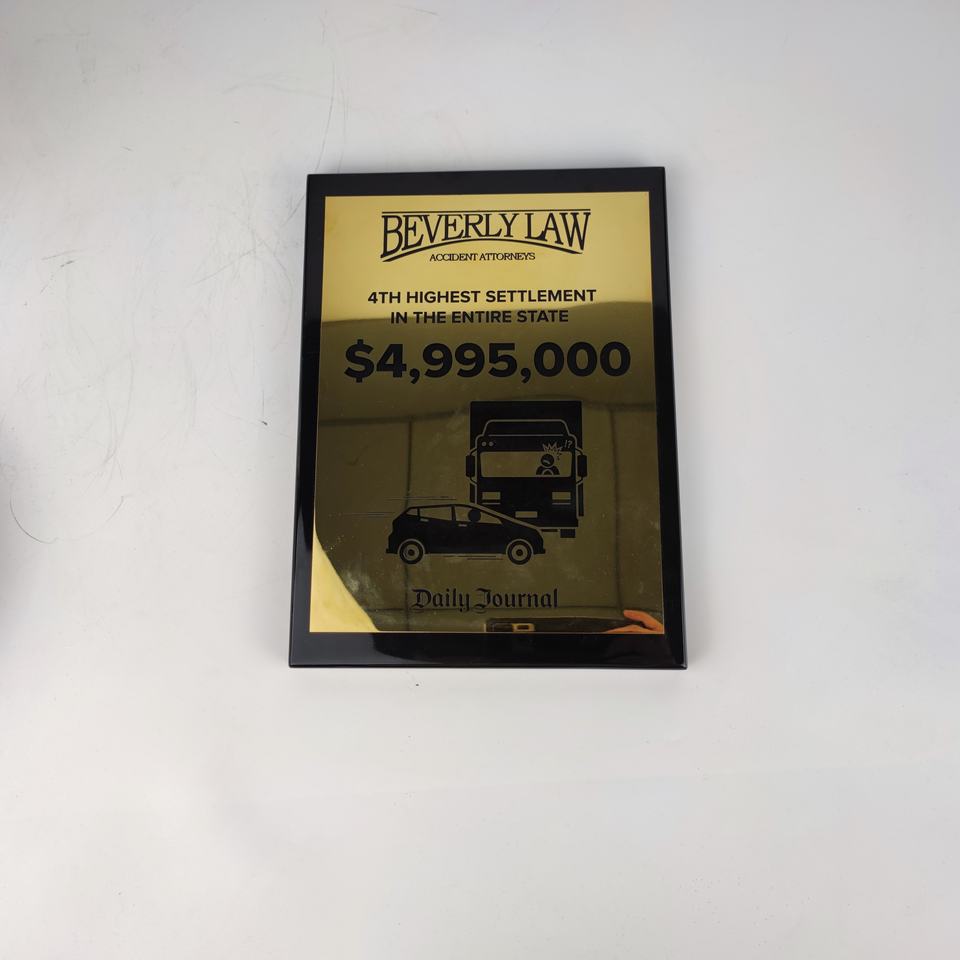 BEVERLY LAW
ACCIDENT ATTORNEYS
4TH HIGHEST SETTLEMENT
IN THE ENTIRE STATE
$4,995,000
!?
Daily Journal